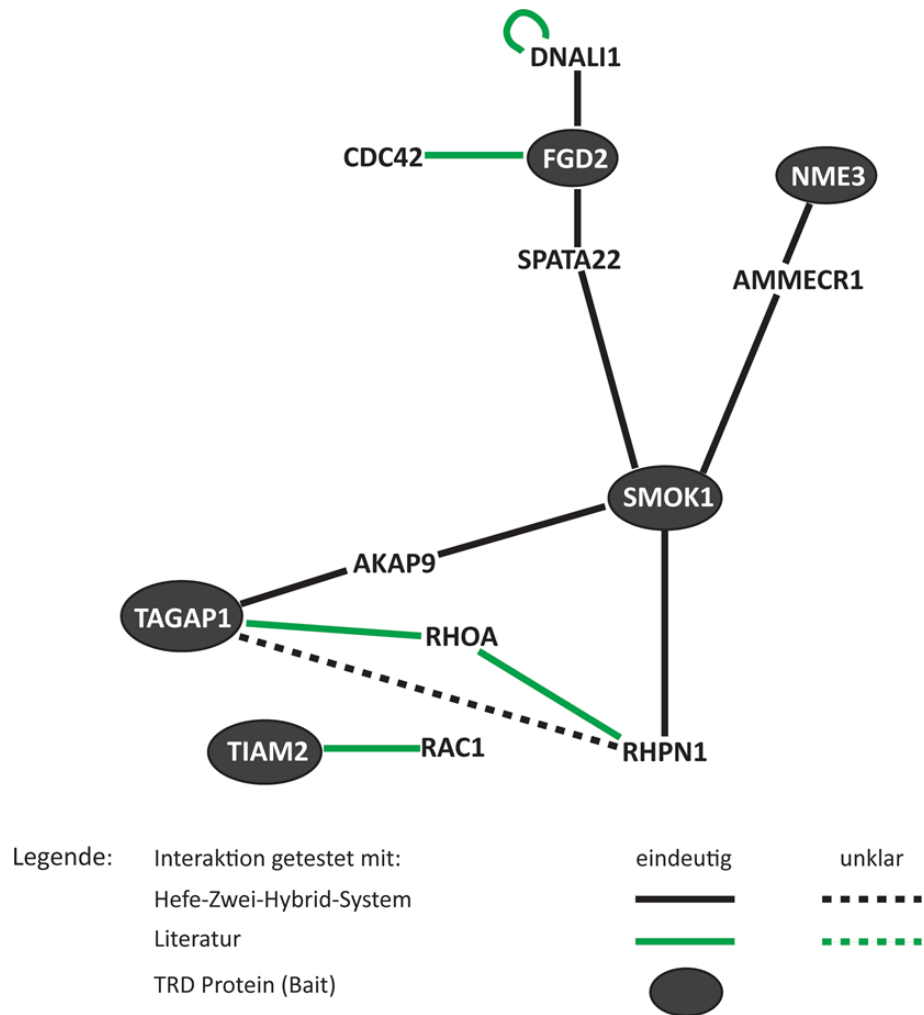 DNALI1
CDC42
FGD2
NME3
SPATA22
AMMECR1
SMOK1
AKAP9
TAGAP1
RHOA
TIAM2
RAC1
RHPN1
Legende: Interaktion getestet mit: eindeutig unklar
Hefe-Zwei-Hybrid-System
Literatur
TRD Protein (Bait)